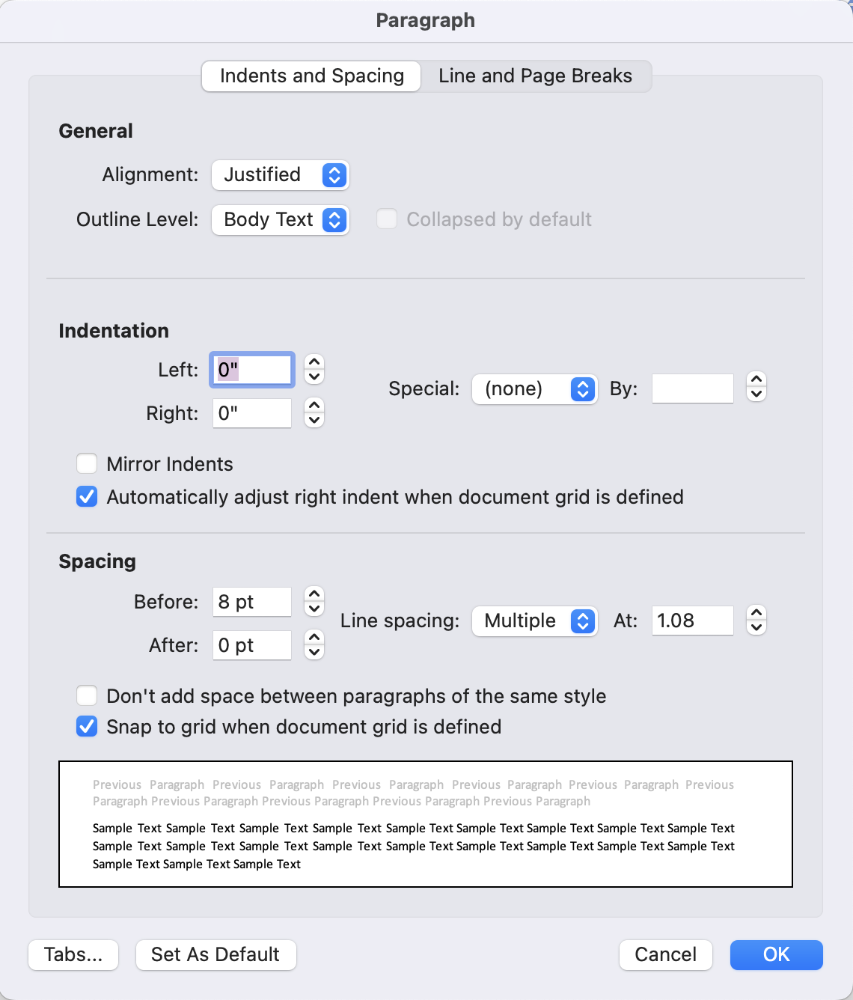 Paragraph
Indents and Spacing Line and Page Breaks
General
Alignment: Justified
Outline Level: Body Text Collapsed by default
Indentation
Left: 0"
Special: (none) By:
Right: 0"
Mirror Indents
Automatically adjust right indent when document grid is defined
Spacing
Before: 8 pt
Line spacing: Multiple At: 1.08
After: 0 pt
Don't add space between paragraphs of the same style
Snap to grid when document grid is defined
Previous Paragraph Previous Paragraph Previous Paragraph Previous Paragraph Previous Paragraph Previous
Paragraph Previous Paragraph Previous Paragraph Previous Paragraph Previous Paragraph
Sample Text Sample Text Sample Text Sample Text Sample Text Sample Text Sample Text Sample Text Sample Text
Sample Text Sample Text Sample Text Sample Text Sample Text Sample Text Sample Text Sample Text Sample Text
Sample Text Sample Text Sample Text
Tabs... Set As Default Cancel OK